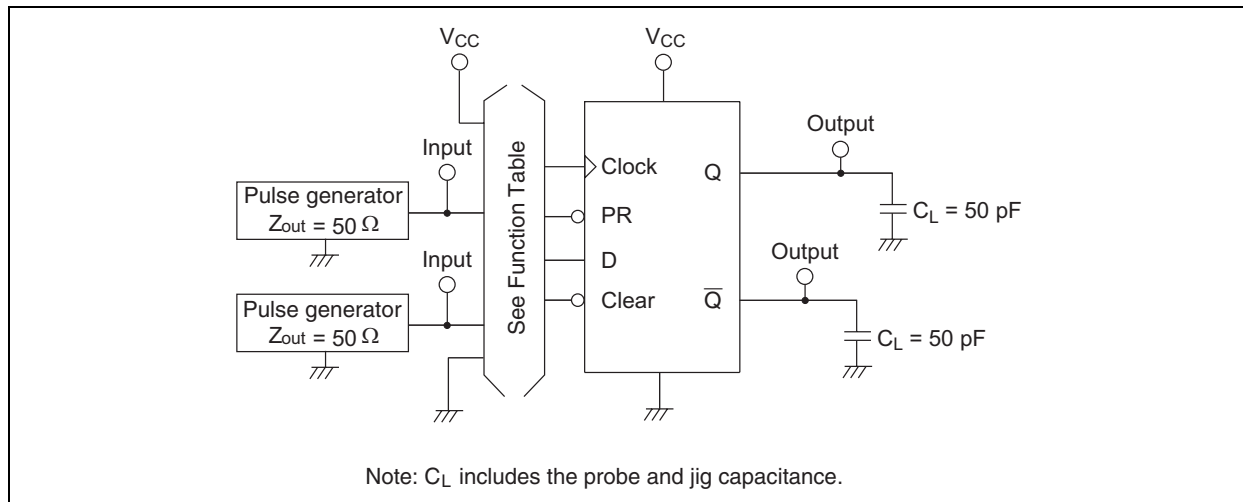 VCC
VCC
Output
Input
Pulse generator
Zout = 50 Ω
See Function Table
Clock
Q
PR
CL = 50 pF
Input
D
Output
Pulse generator
Zout = 50 Ω
Clear
Q̅
CL = 50 pF
Note: CL includes the probe and jig capacitance.